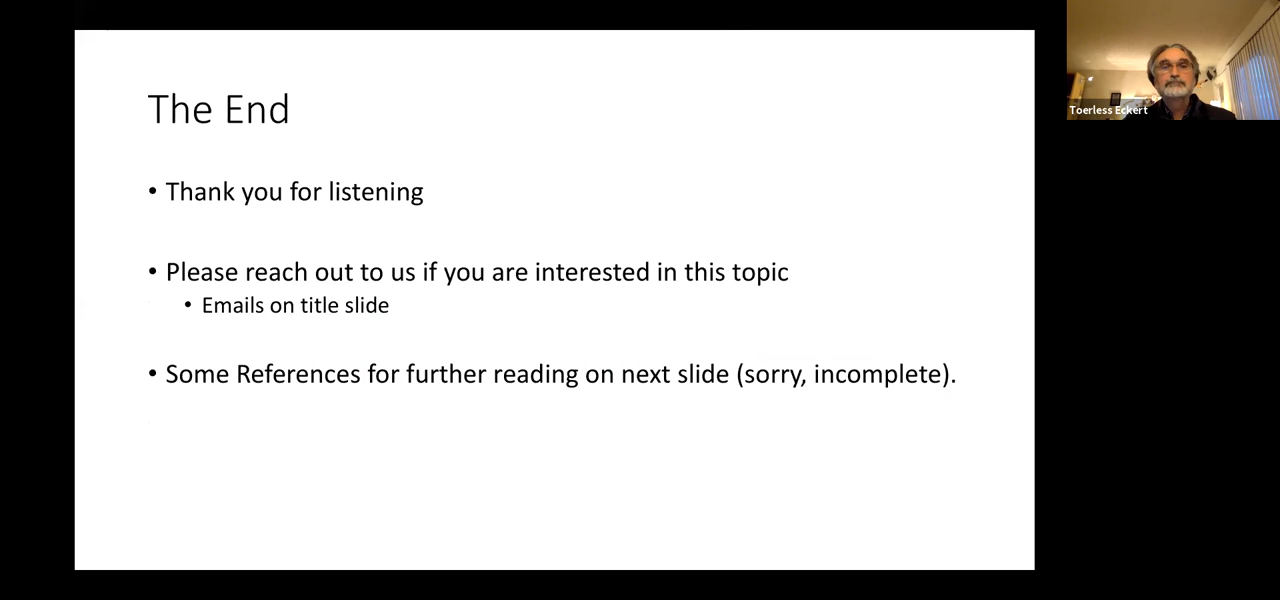 The End
• Thank you for listening
• Please reach out to us if you are interested in this topic
• Emails on title slide
• Some References for further reading on next slide (sorry, incomplete).
Toerless Eckert